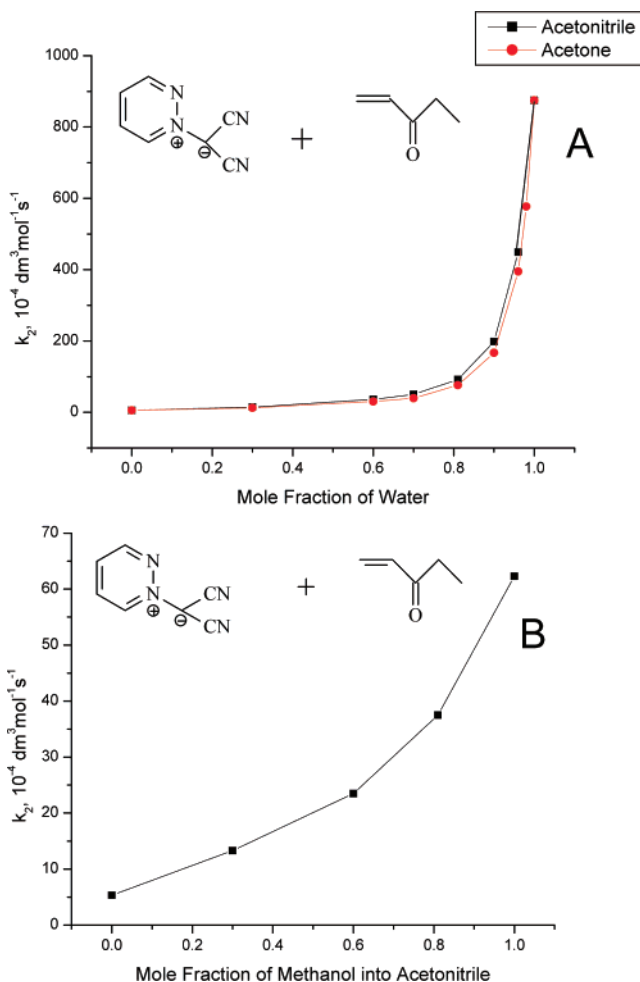 Acetonitrile
Acetone
1000
800
600
400
200
0
k2, 10-4 dm3mol-1s-1
N
N
⊕
⊖
CN
CN
+
O
A
0.0 0.2 0.4 0.6 0.8 1.0
Mole Fraction of Water
70
60
50
40
30
20
10
0
k2, 10-4 dm3mol-1s-1
N
N
⊕
⊖
CN
CN
+
O
B
0.0 0.2 0.4 0.6 0.8 1.0
Mole Fraction of Methanol into Acetonitrile